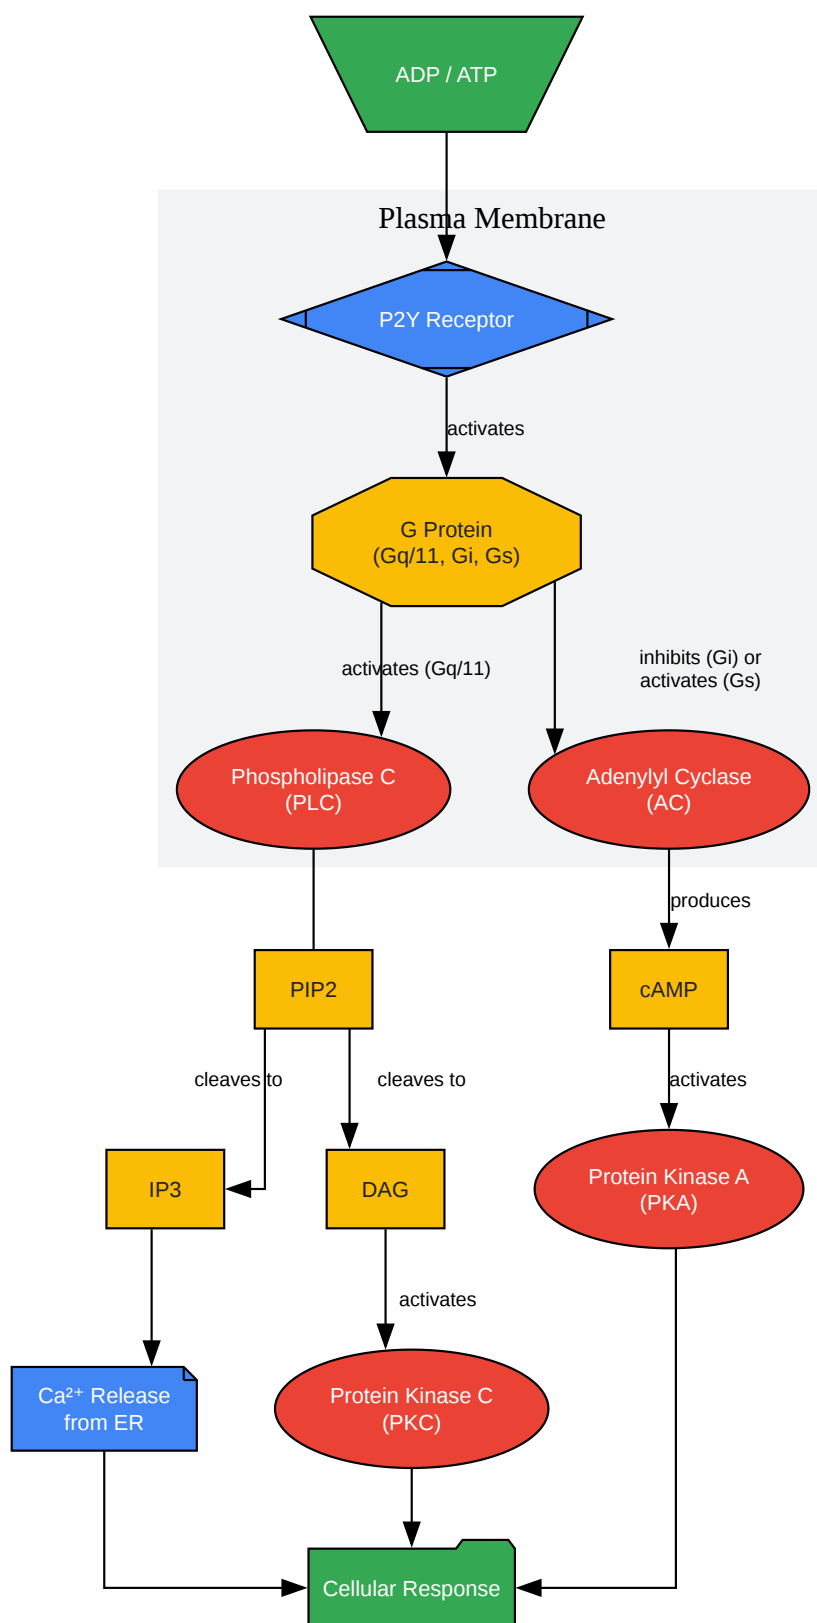 ADP / ATP
Plasma Membrane
P2Y Receptor
activates
G Protein
(Gq/11, Gi, Gs)
activates (Gq/11)
inhibits (Gi) or
activates (Gs)
Phospholipase C
(PLC)
Adenylyl Cyclase
(AC)
produces
PIP2
cAMP
cleaves to
cleaves to
activates
IP3
DAG
Protein Kinase A
(PKA)
activates
Ca²⁺ Release
from ER
Protein Kinase C
(PKC)
Cellular Response